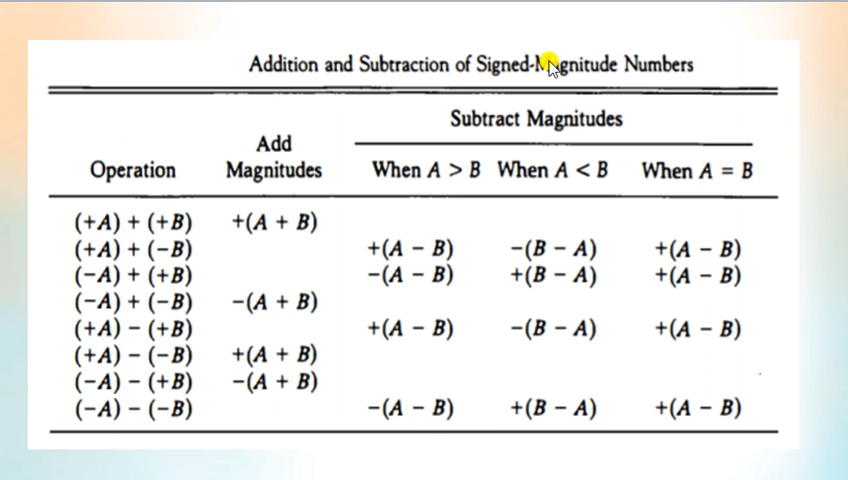 Addition and Subtraction of Signed-Magnitude Numbers
Subtract Magnitudes
Add
Operation Magnitudes When A > B When A < B When A = B
(+A) + (+B) +(A + B)
(+A) + (−B) +(A − B) −(B − A) +(A − B)
(−A) + (+B) −(A − B) +(B − A) +(A − B)
(−A) + (−B) −(A + B)
(+A) − (+B) +(A − B) −(B − A) +(A − B)
(+A) − (−B) +(A + B)
(−A) − (+B) −(A + B)
(−A) − (−B) −(A − B) +(B − A) +(A − B)